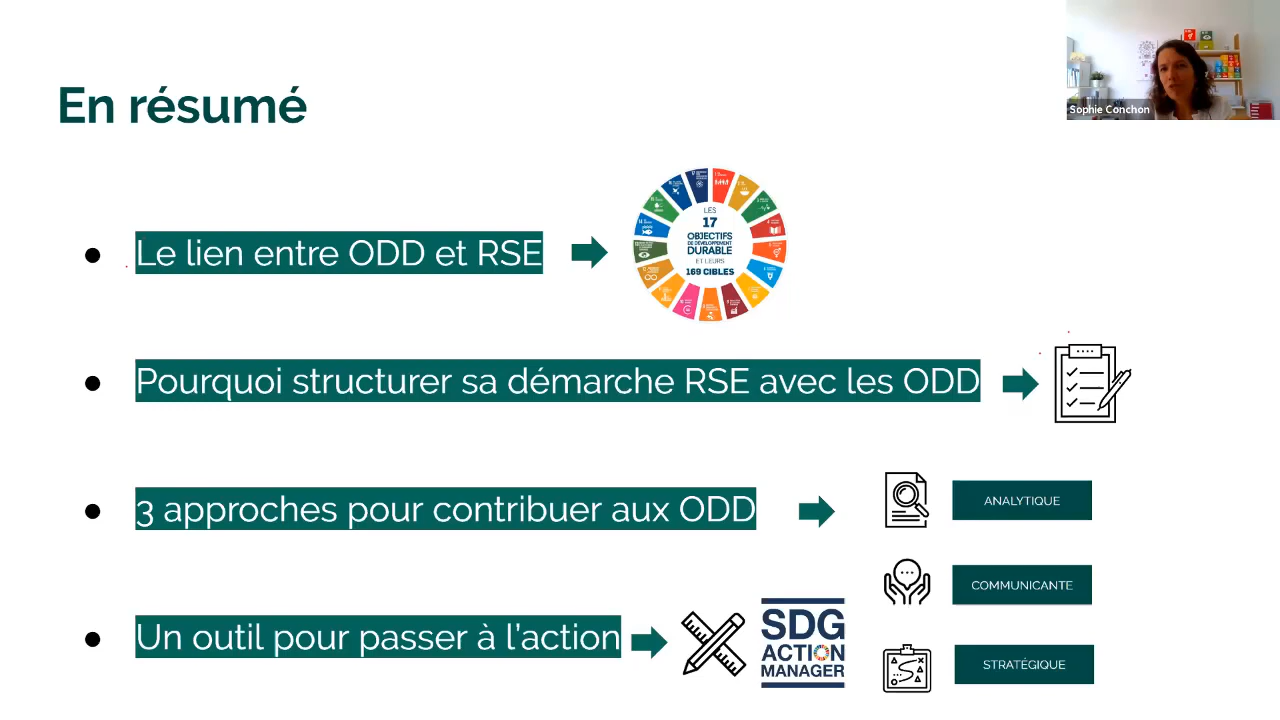 Sophie Conchon
En résumé
Le lien entre ODD et RSE
LES
17
OBJECTIFS
DE DÉVELOPPEMENT
DURABLE
ET LEURS
169 CIBLES
Pourquoi structurer sa démarche RSE avec les ODD
3 approches pour contribuer aux ODD
ANALYTIQUE
COMMUNICANTE
STRATÉGIQUE
Un outil pour passer à l'action
SDG
ACTION
MANAGER